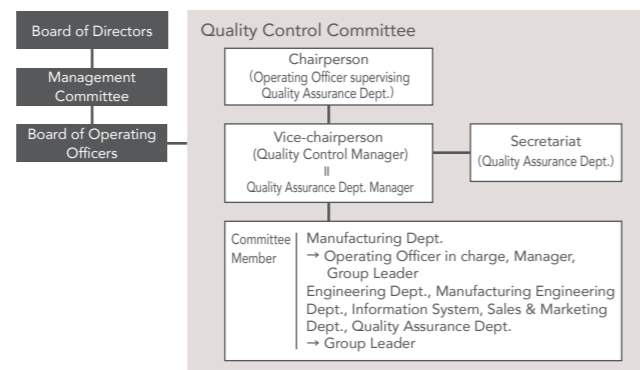 Board of Directors
Management
Committee
Board of Operating
Officers
Quality Control Committee
Chairperson
(Operating Officer supervising
Quality Assurance Dept.)
Vice-chairperson
(Quality Control Manager)
=
Quality Assurance Dept. Manager
Secretariat
(Quality Assurance Dept.)
Committee
Member
Manufacturing Dept.
→ Operating Officer in charge, Manager,
Group Leader
Engineering Dept., Manufacturing Engineering
Dept., Information System, Sales & Marketing
Dept., Quality Assurance Dept.
→ Group Leader